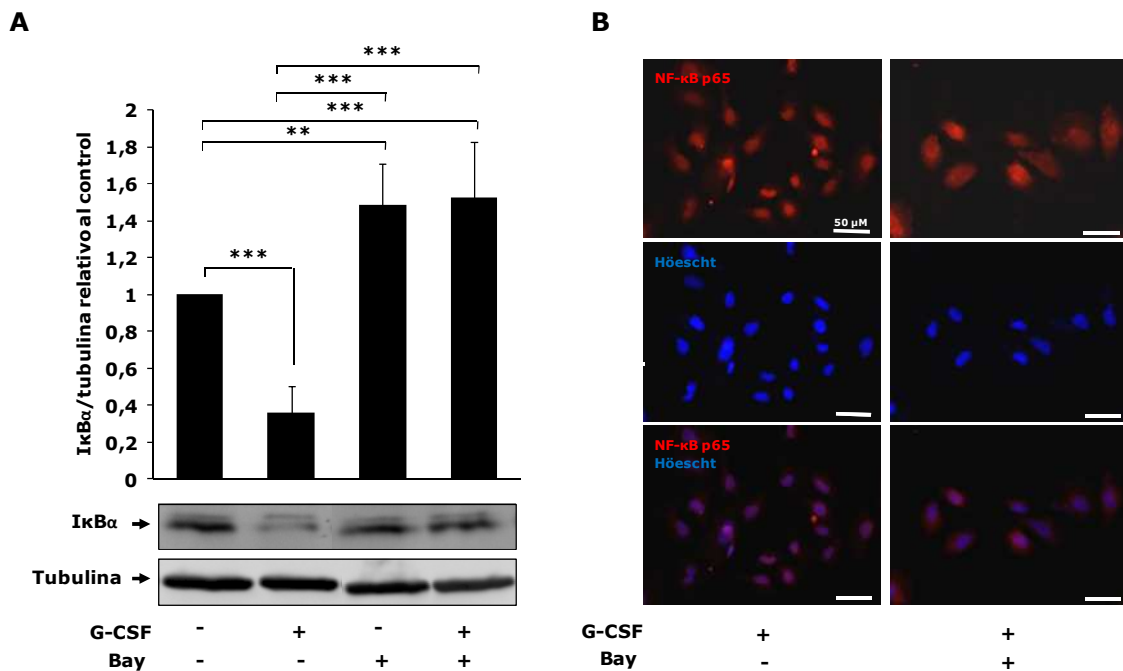 A
B
***
***
***
**
***
IκBα/tubulina relativo al control
2
1,8
1,6
1,4
1,2
1
0,8
0,6
0,4
0,2
0
IκBα
Tubulina
G-CSF - + - +
Bay - - + +
NF-κB p65
50 μM
Höescht
NF-κB p65
Höescht
G-CSF + +
Bay - +